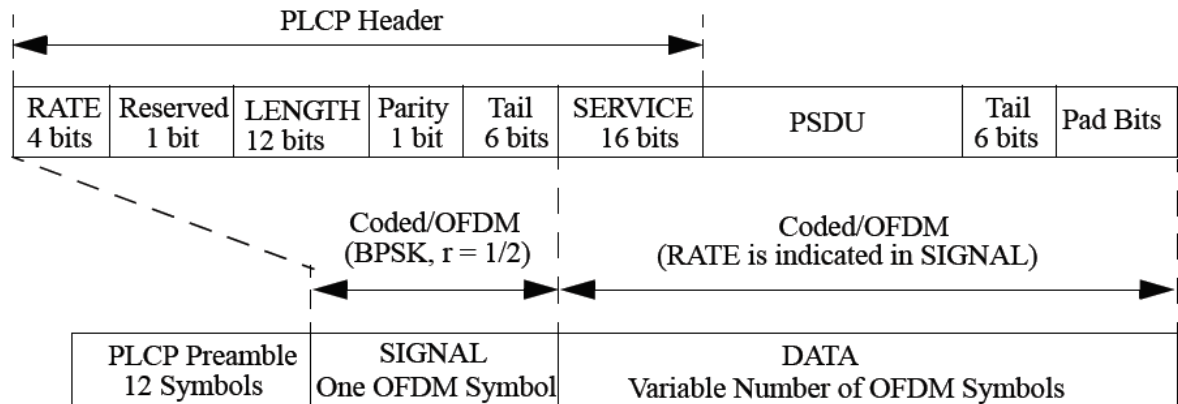 PLCP Header
RATE Reserved LENGTH Parity Tail SERVICE PSDU Tail Pad Bits
4 bits 1 bit 12 bits 1 bit 6 bits 16 bits 6 bits
Coded/OFDM
(BPSK, r = 1/2)
Coded/OFDM
(RATE is indicated in SIGNAL)
PLCP Preamble
12 Symbols
SIGNAL
One OFDM Symbol
DATA
Variable Number of OFDM Symbols